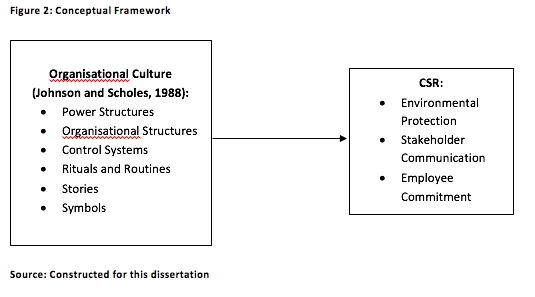 Figure 2: Conceptual Framework
Organisational Culture
(Johnson and Scholes, 1988):
• Power Structures
• Organisational Structures
• Control Systems
• Rituals and Routines
• Stories
• Symbols
CSR:
• Environmental
Protection
• Stakeholder
Communication
• Employee
Commitment
Source: Constructed for this dissertation